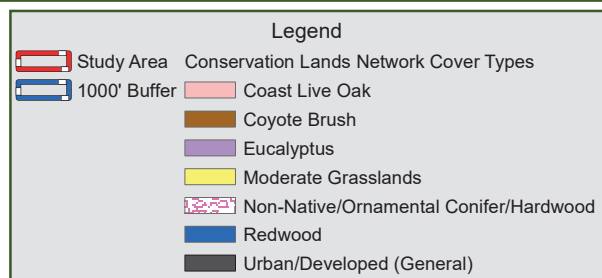 Legend
Study Area Conservation Lands Network Cover Types
1000' Buffer Coast Live Oak
Coyote Brush
Eucalyptus
Moderate Grasslands
Non-Native/Ornamental Conifer/Hardwood
Redwood
Urban/Developed (General)